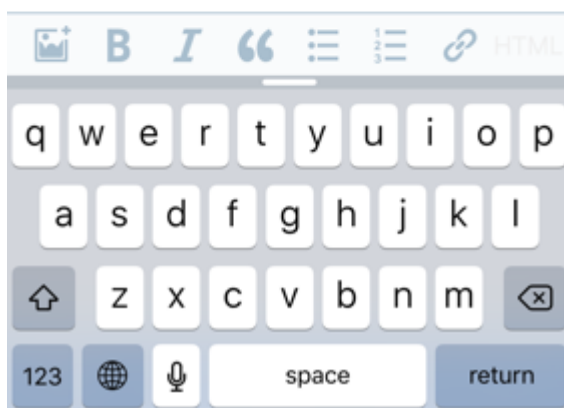 B I HTML
q w e r t y u i o p
a s d f g h j k l
z x c v b n m
123 space return